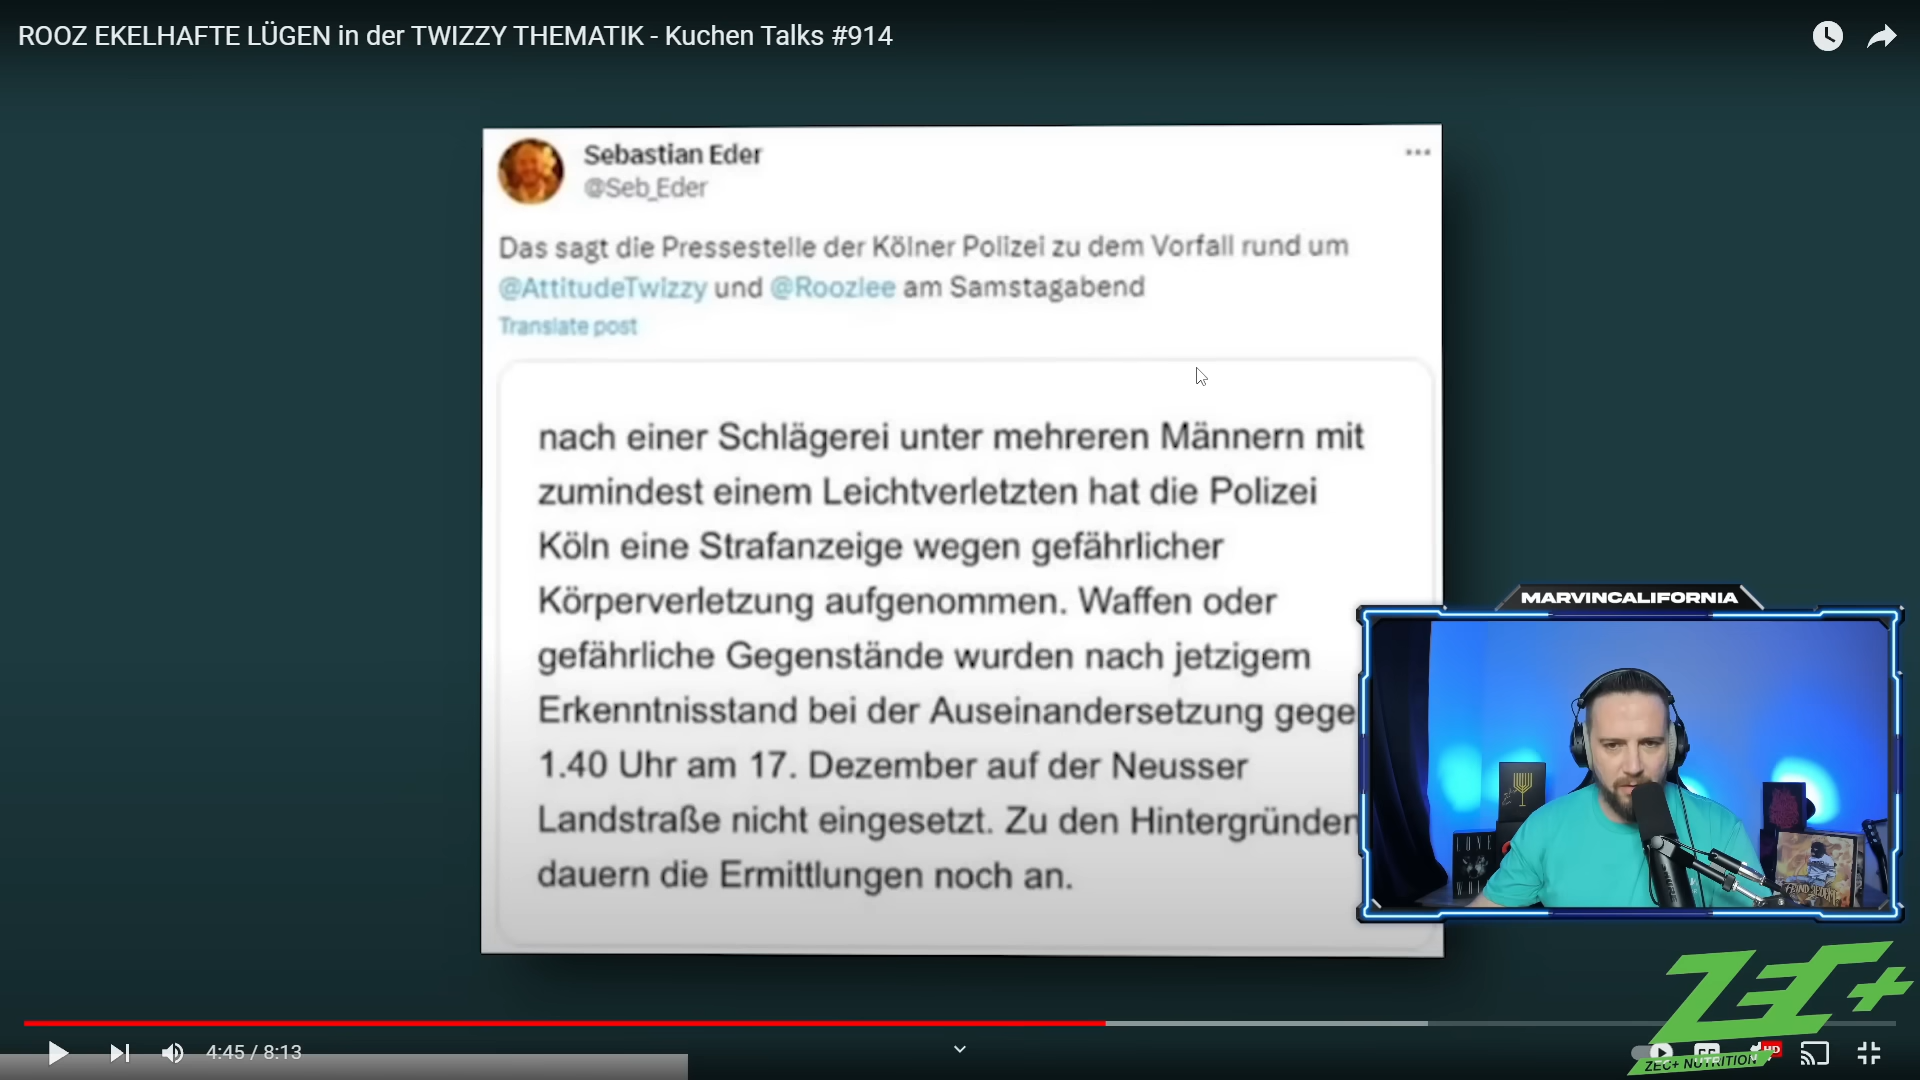 ROOZ EKELHAFTE LÜGEN in der TWIZZY THEMATIK - Kuchen Talks #914
Sebastian Eder
@Seb_Eder
Das sagt die Pressestelle der Kölner Polizei zu dem Vorfall rund um
@AttitudeTwizzy und @Roozlee am Samstagabend
Translate post
nach einer Schlägerei unter mehreren Männern mit
zumindest einem Leichtverletzten hat die Polizei
Köln eine Strafanzeige wegen gefährlicher
Körperverletzung aufgenommen. Waffen oder
gefährliche Gegenstände wurden nach jetzigem
Erkenntnisstand bei der Auseinandersetzung gege
1.40 Uhr am 17. Dezember auf der Neusser
Landstraße nicht eingesetzt. Zu den Hintergründen
dauern die Ermittlungen noch an.
MARVINCALIFORNIA
ZEC+
ZEC+ NUTRITION
4:45 / 8:13
HD